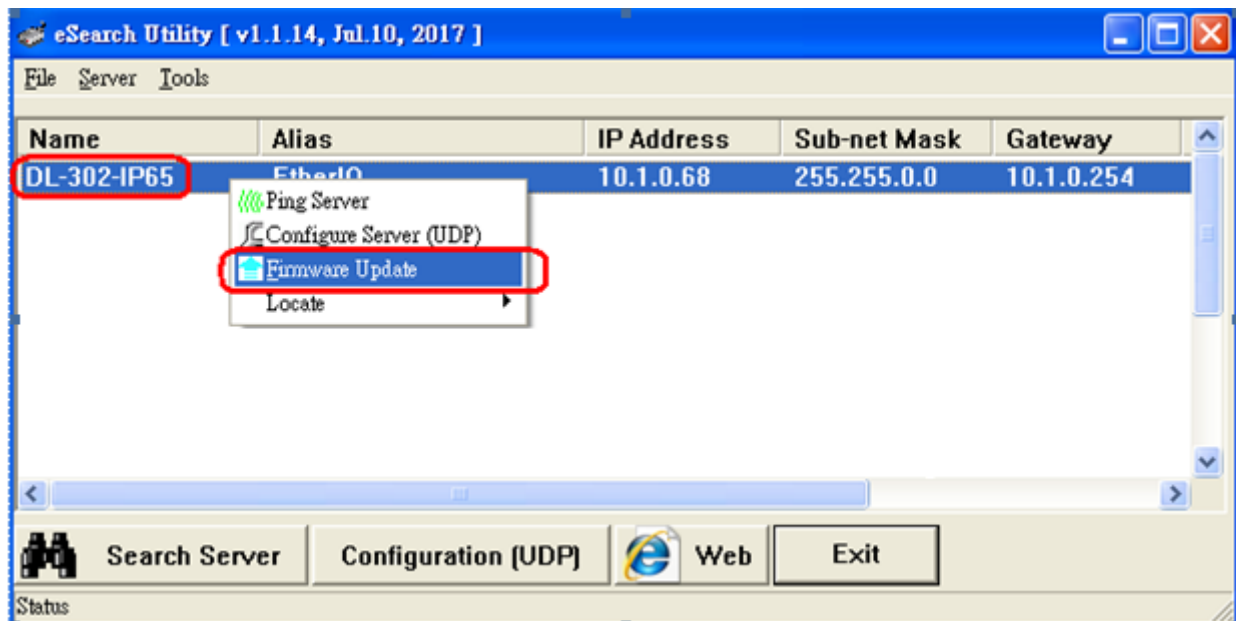 eSearch Utility [ v1.1.14, Jul.10, 2017 ]
File Server Tools
Name Alias IP Address Sub-net Mask Gateway
DL-302-IP65 EtherIO 10.1.0.68 255.255.0.0 10.1.0.254
Ping Server
Configure Server (UDP)
Firmware Update
Locate
Search Server Configuration (UDP) Web Exit
Status